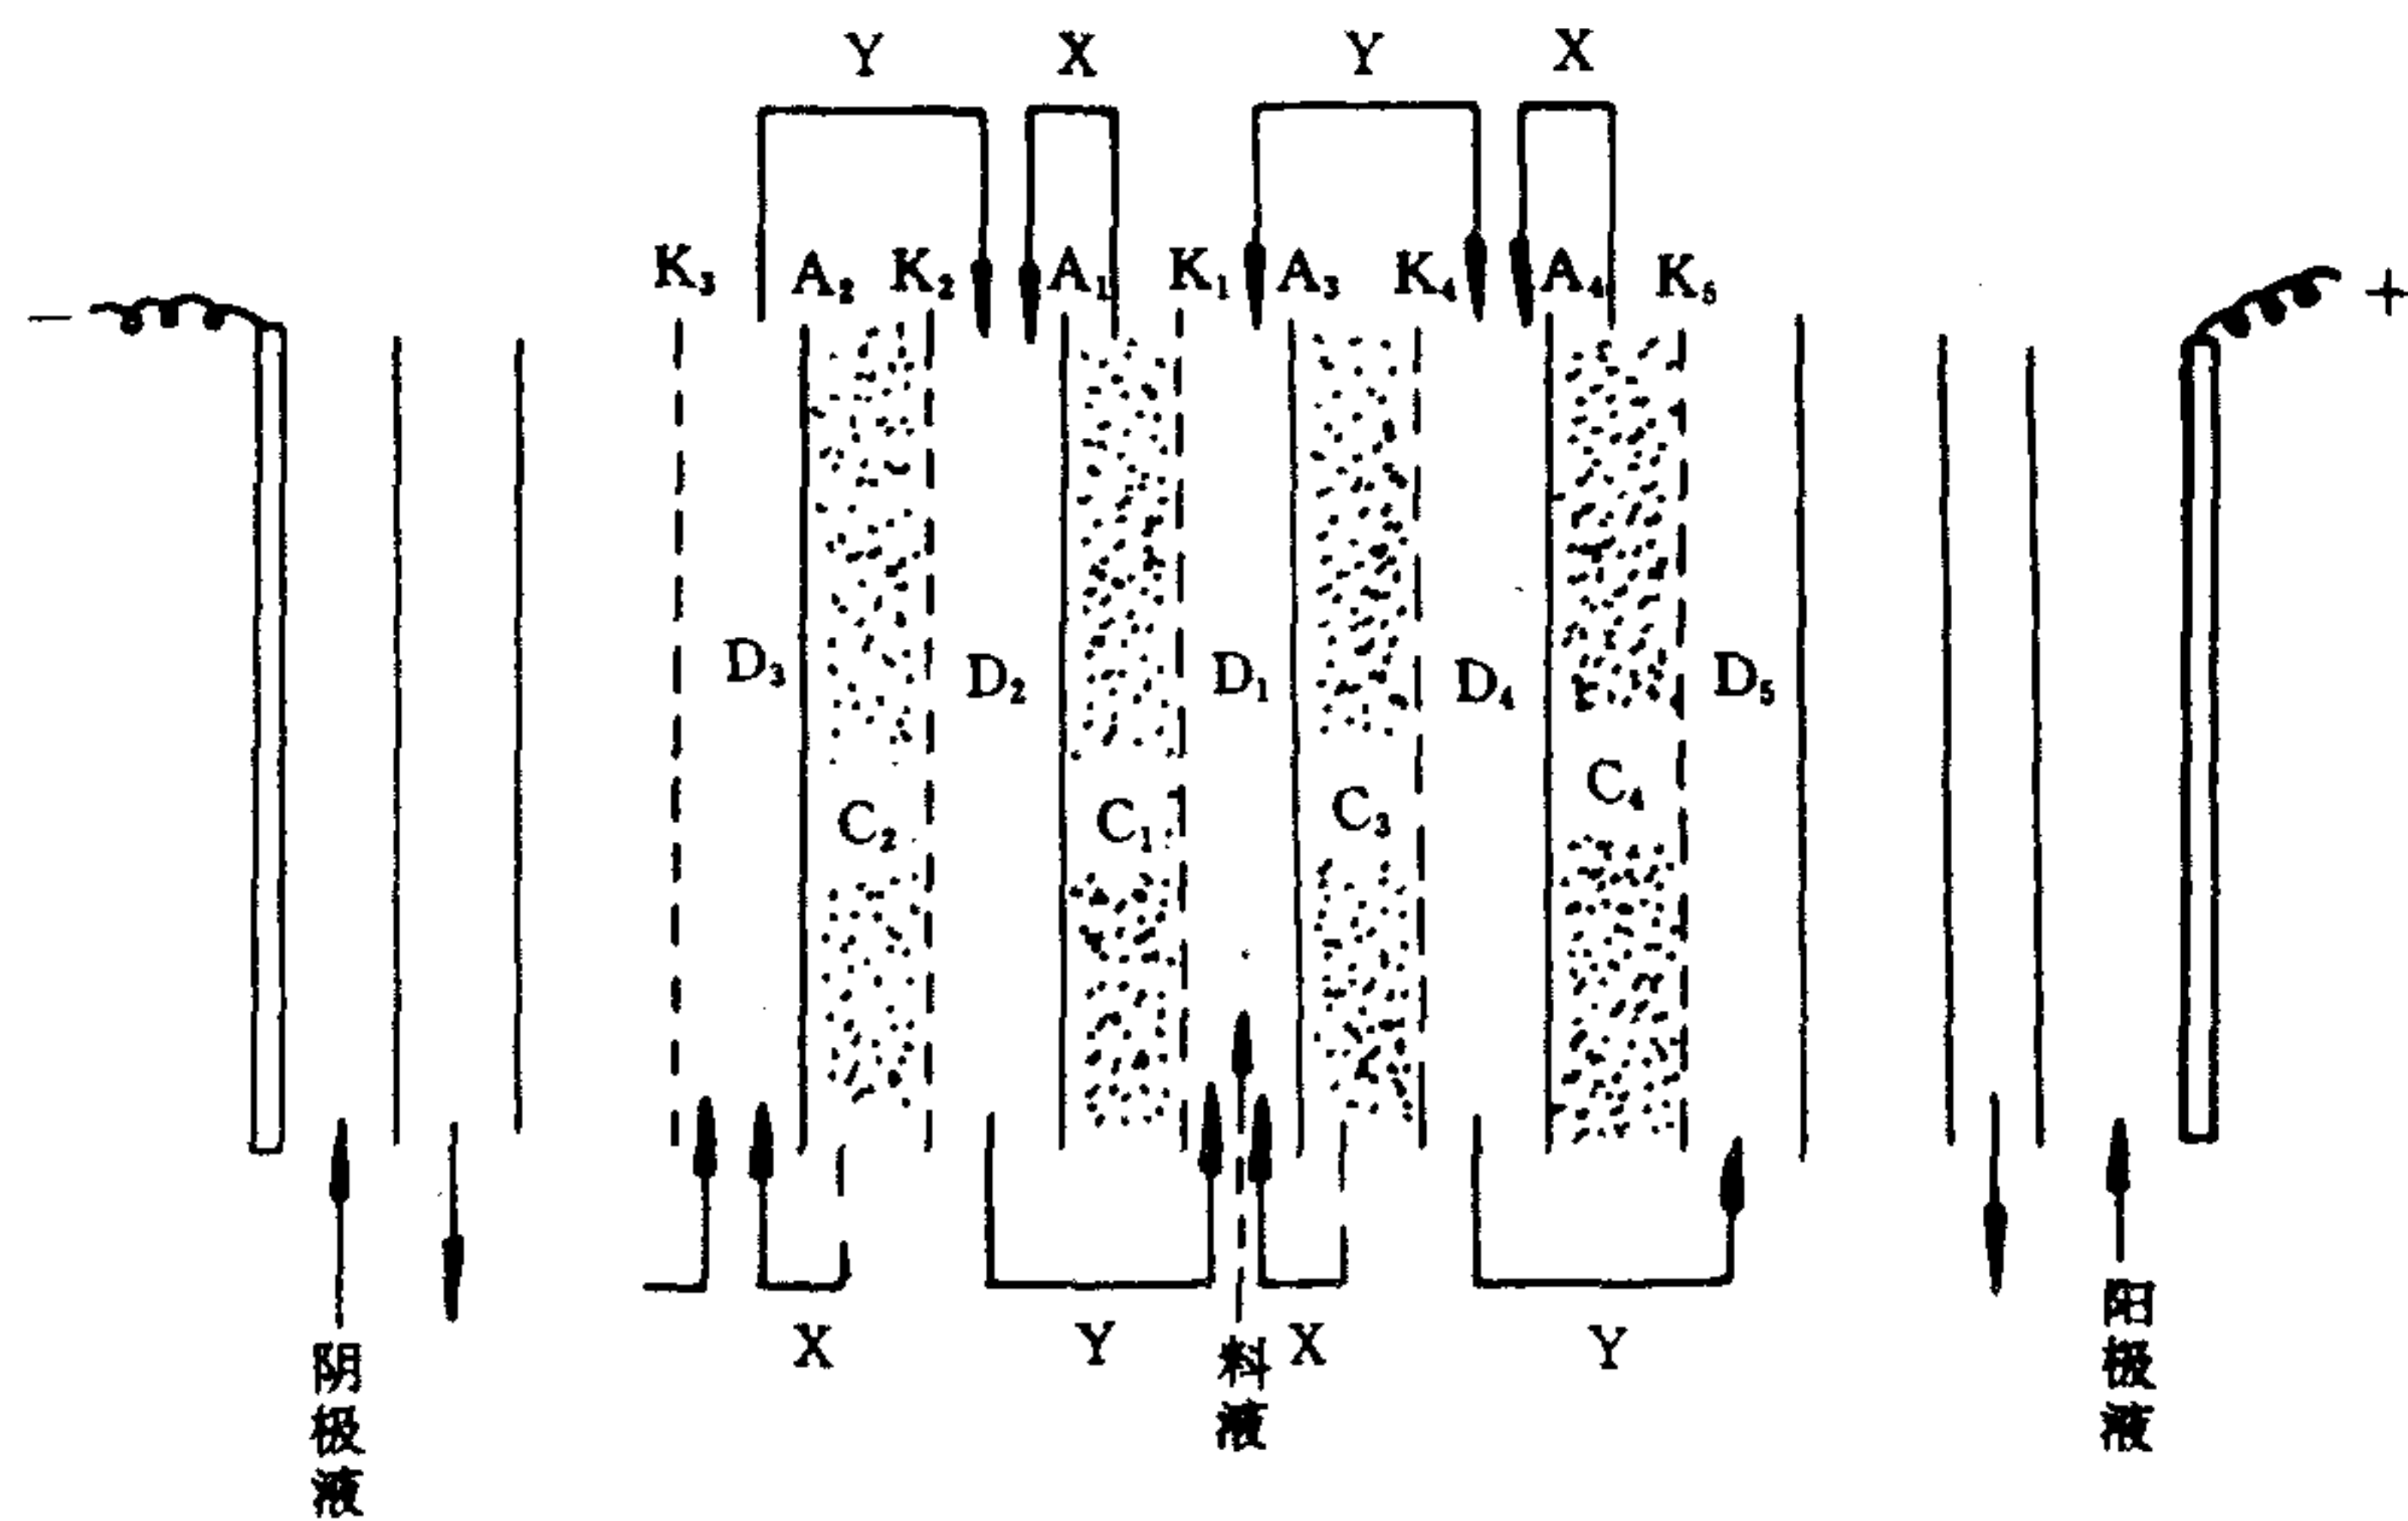 Y X Y X
K₃ A₂ K₂ A₁ K₁ A₃ K₄ A₄ K₅
− +
D₃ D₂ D₁ D₄ D₅
C₂ C₁ C₃ C₄
X Y X Y
阴极液
料液
阳极液